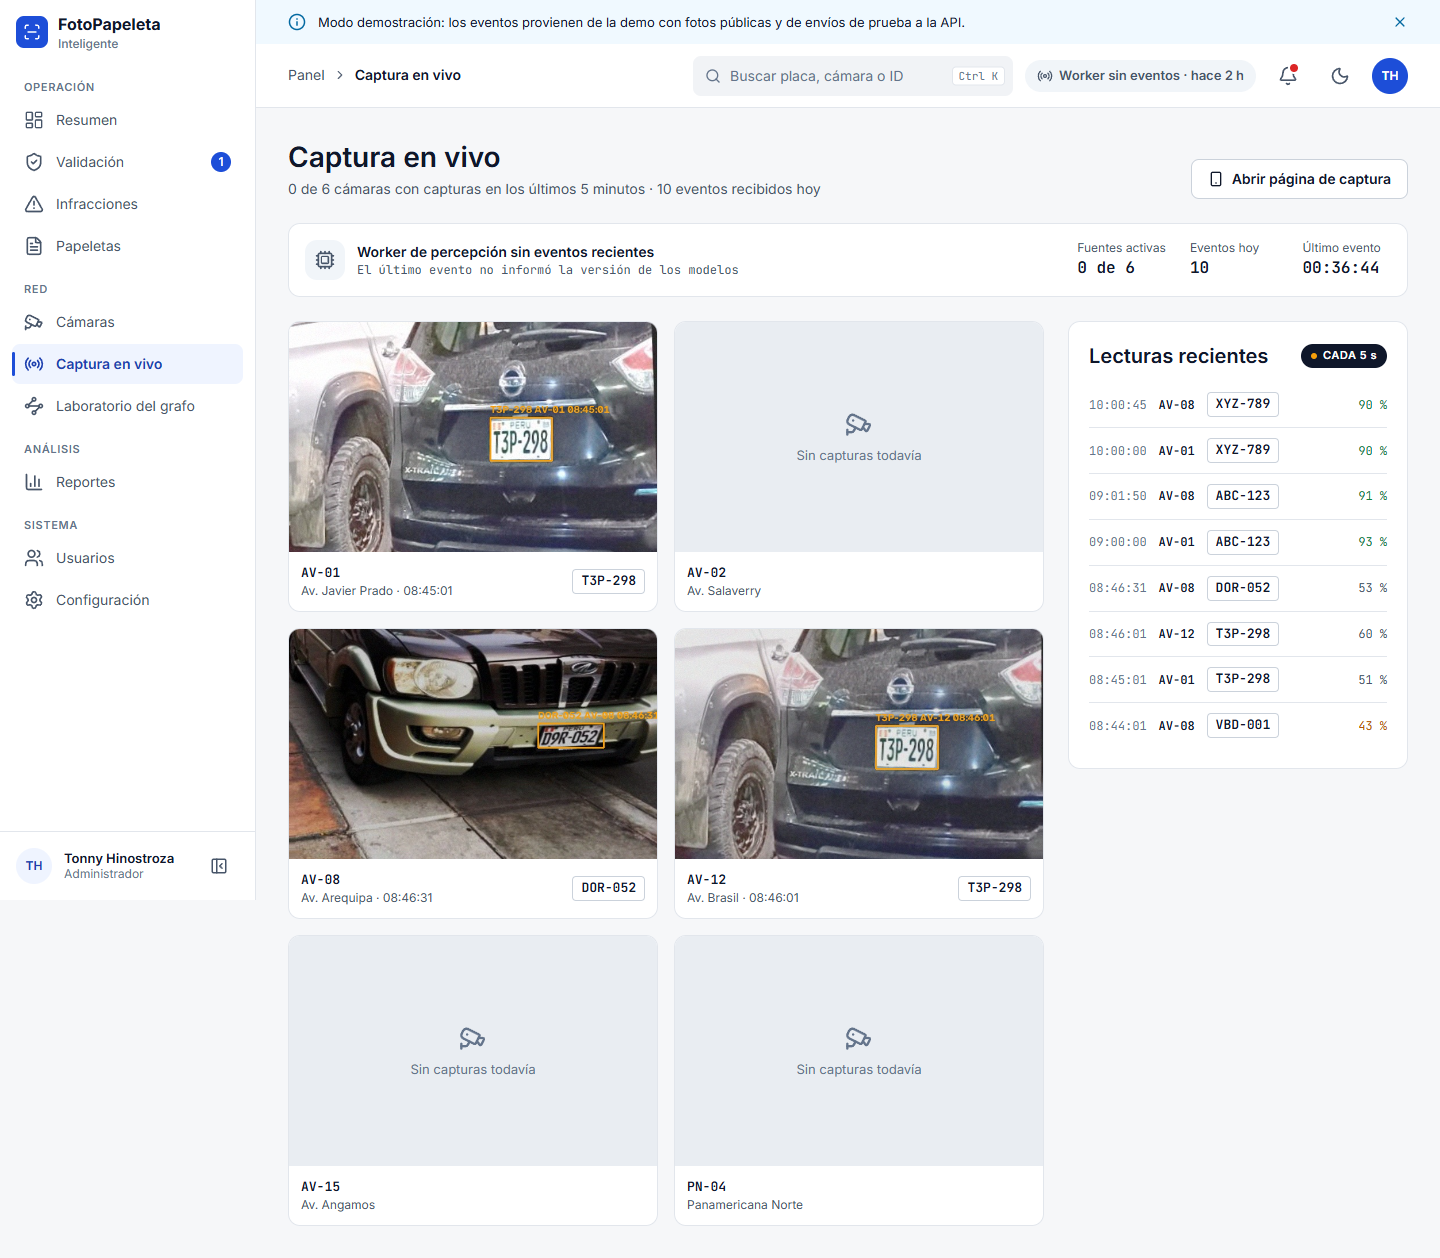 FotoPapeleta
Inteligente
OPERACIÓN
Resumen
Validación 1
Infracciones
Papeletas
RED
Cámaras
Captura en vivo
Laboratorio del grafo
ANÁLISIS
Reportes
SISTEMA
Usuarios
Configuración
TH Tonny Hinostroza
Administrador
Modo demostración: los eventos provienen de la demo con fotos públicas y de envíos de prueba a la API.
Panel > Captura en vivo
Buscar placa, cámara o ID Ctrl K
Worker sin eventos · hace 2 h
TH
Captura en vivo
0 de 6 cámaras con capturas en los últimos 5 minutos · 10 eventos recibidos hoy
Abrir página de captura
Worker de percepción sin eventos recientes
El último evento no informó la versión de los modelos
Fuentes activas
0 de 6
Eventos hoy
10
Último evento
00:36:44
T3P-298 AV-01 08:45:01
PERU
T3P-298
X-TRAIL
AV-01
Av. Javier Prado · 08:45:01
T3P-298
Sin capturas todavía
AV-02
Av. Salaverry
D9R-052
AV-08
Av. Arequipa · 08:46:31
DOR-052
T3P-298 AV-12 08:46:01
PERU
T3P-298
X-TRAIL
AV-12
Av. Brasil · 08:46:01
T3P-298
Sin capturas todavía
AV-15
Av. Angamos
Sin capturas todavía
PN-04
Panamericana Norte
Lecturas recientes
CADA 5 s
10:00:45 AV-08 XYZ-789 90 %
10:00:00 AV-01 XYZ-789 90 %
09:01:50 AV-08 ABC-123 91 %
09:00:00 AV-01 ABC-123 93 %
08:46:31 AV-08 DOR-052 53 %
08:46:01 AV-12 T3P-298 60 %
08:45:01 AV-01 T3P-298 51 %
08:44:01 AV-08 VBD-001 43 %